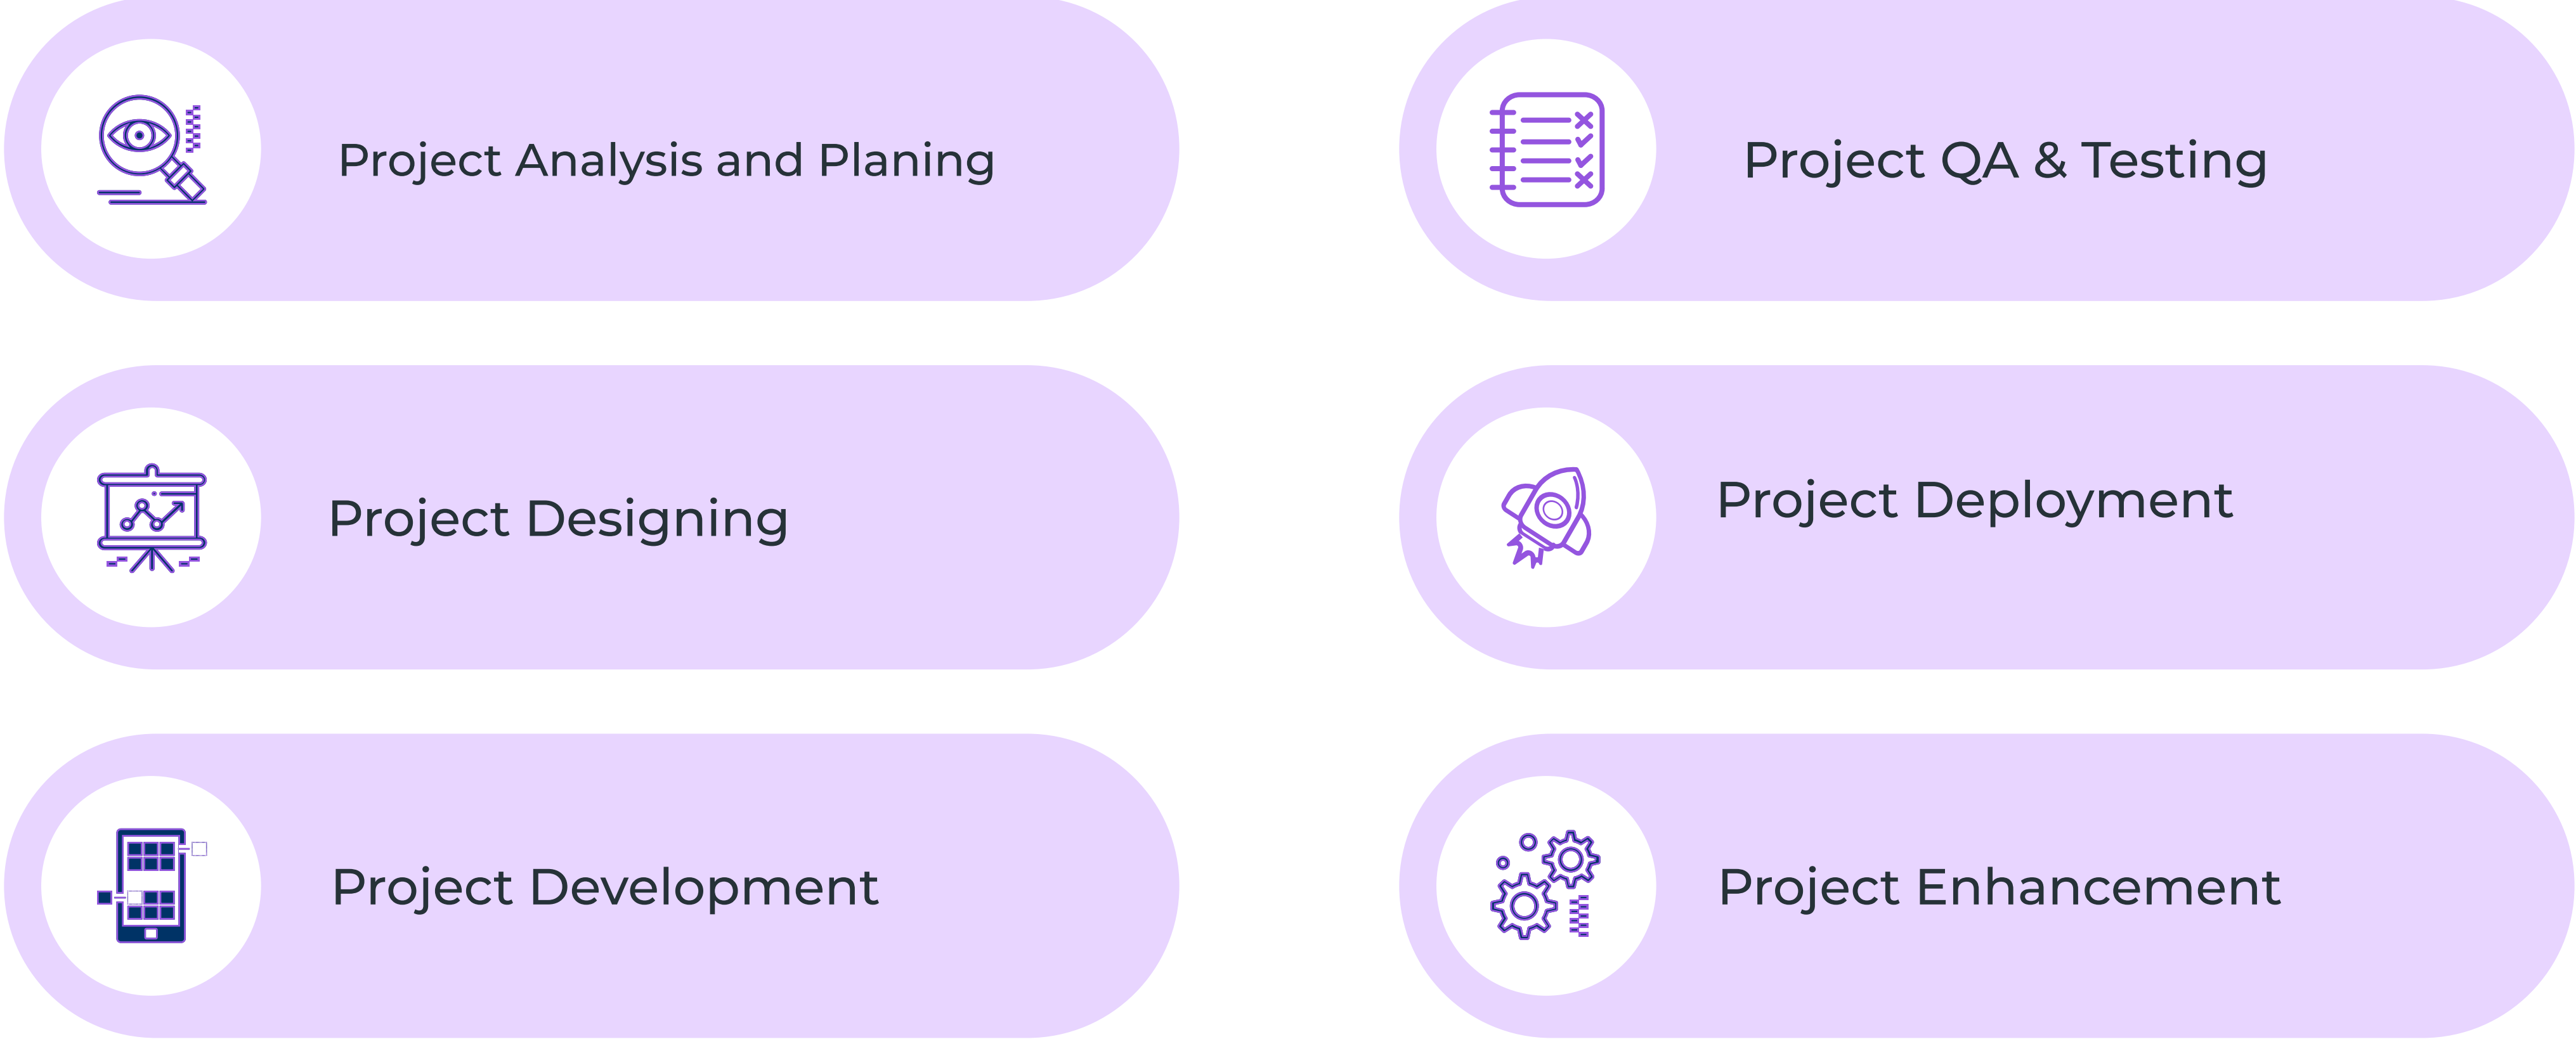 Project Analysis and Planing
Project Designing
Project Development
Project QA & Testing
Project Deployment
Project Enhancement